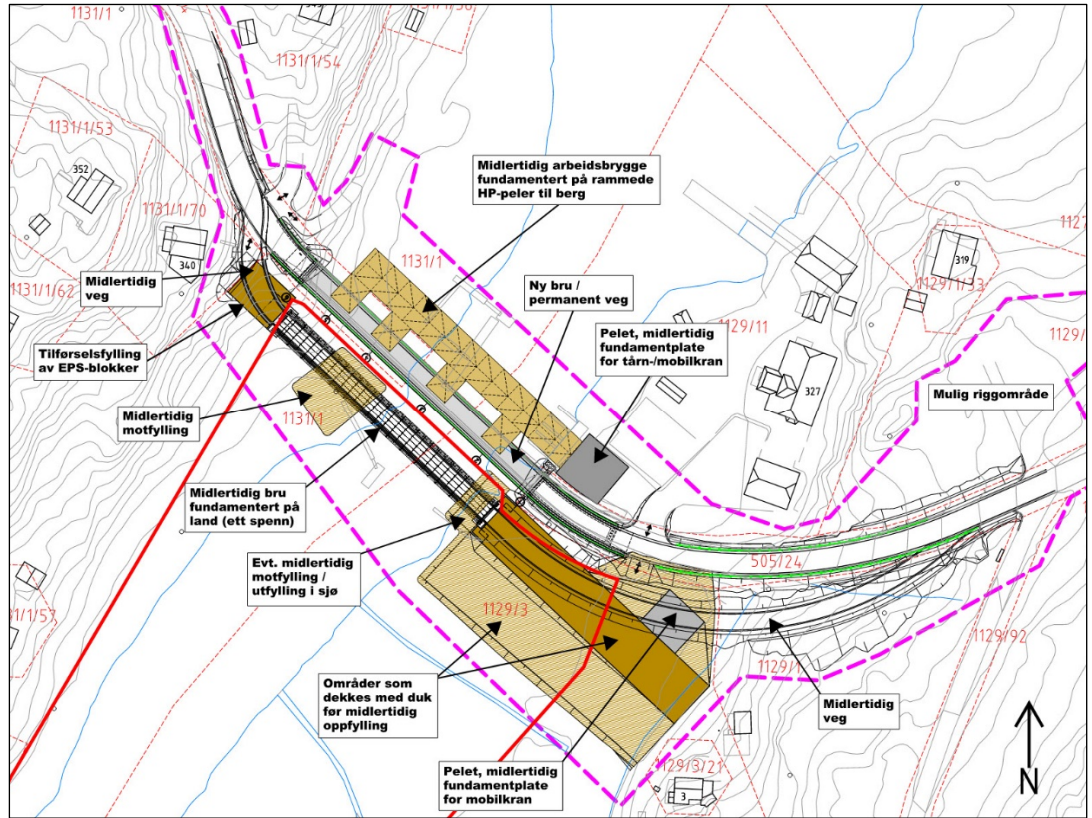 1131/1
343
1131/1/54
1131/1/53
352
1131/1/70
340
1131/1/62
Midlertidig arbeidsbrygge
fundamentert på rammede
HP-peler til berg
1131/1
Midlertidig
veg
Ny bru /
permanent veg
1129/11
Pelet, midlertidig
fundamentplate
for tårn-/mobilkran
319
1129/1/33
Tilførselsfylling
av EPS-blokker
327
Mulig riggområde
Midlertidig
motfylling
1131/1
Midlertidig bru
fundamentert på
land (ett spenn)
Evt. midlertidig
motfylling /
utfylling i sjø
505/24
1129/3
1129/92
1129/1
Områder som
dekkes med duk
før midlertidig
oppfylling
Midlertidig
veg
Pelet, midlertidig
fundamentplate
for mobilkran
1129/3/21
3
N